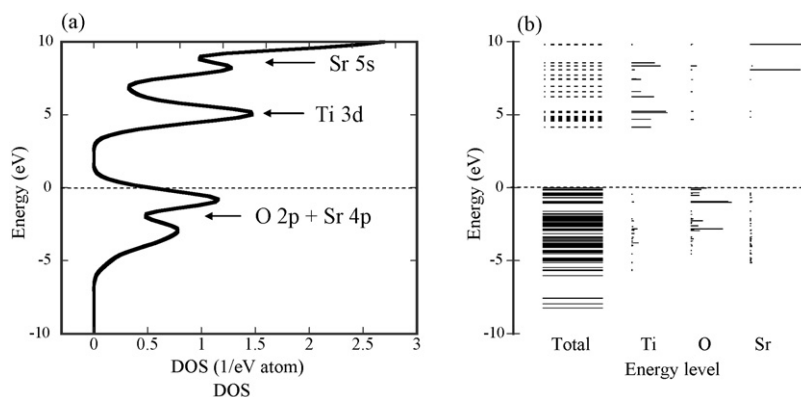 (a)
10
5
0
-5
-10
Energy (eV)
Sr 5s
Ti 3d
O 2p + Sr 4p
0 0.5 1 1.5 2 2.5 3
DOS (1/eV atom)
DOS
(b)
10
5
0
-5
-10
Energy (eV)
Total Ti O Sr
Energy level